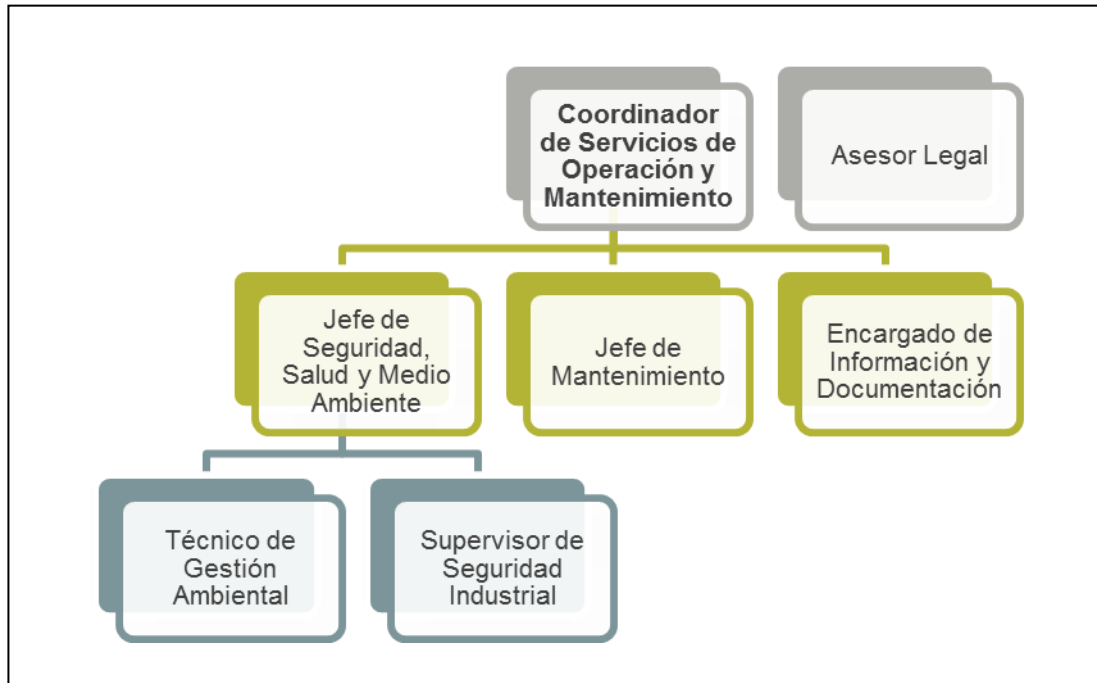 Coordinador
de Servicios de
Operación y
Mantenimiento
Asesor Legal
Jefe de
Seguridad,
Salud y Medio
Ambiente
Jefe de
Mantenimiento
Encargado de
Información y
Documentación
Técnico de
Gestión
Ambiental
Supervisor de
Seguridad
Industrial